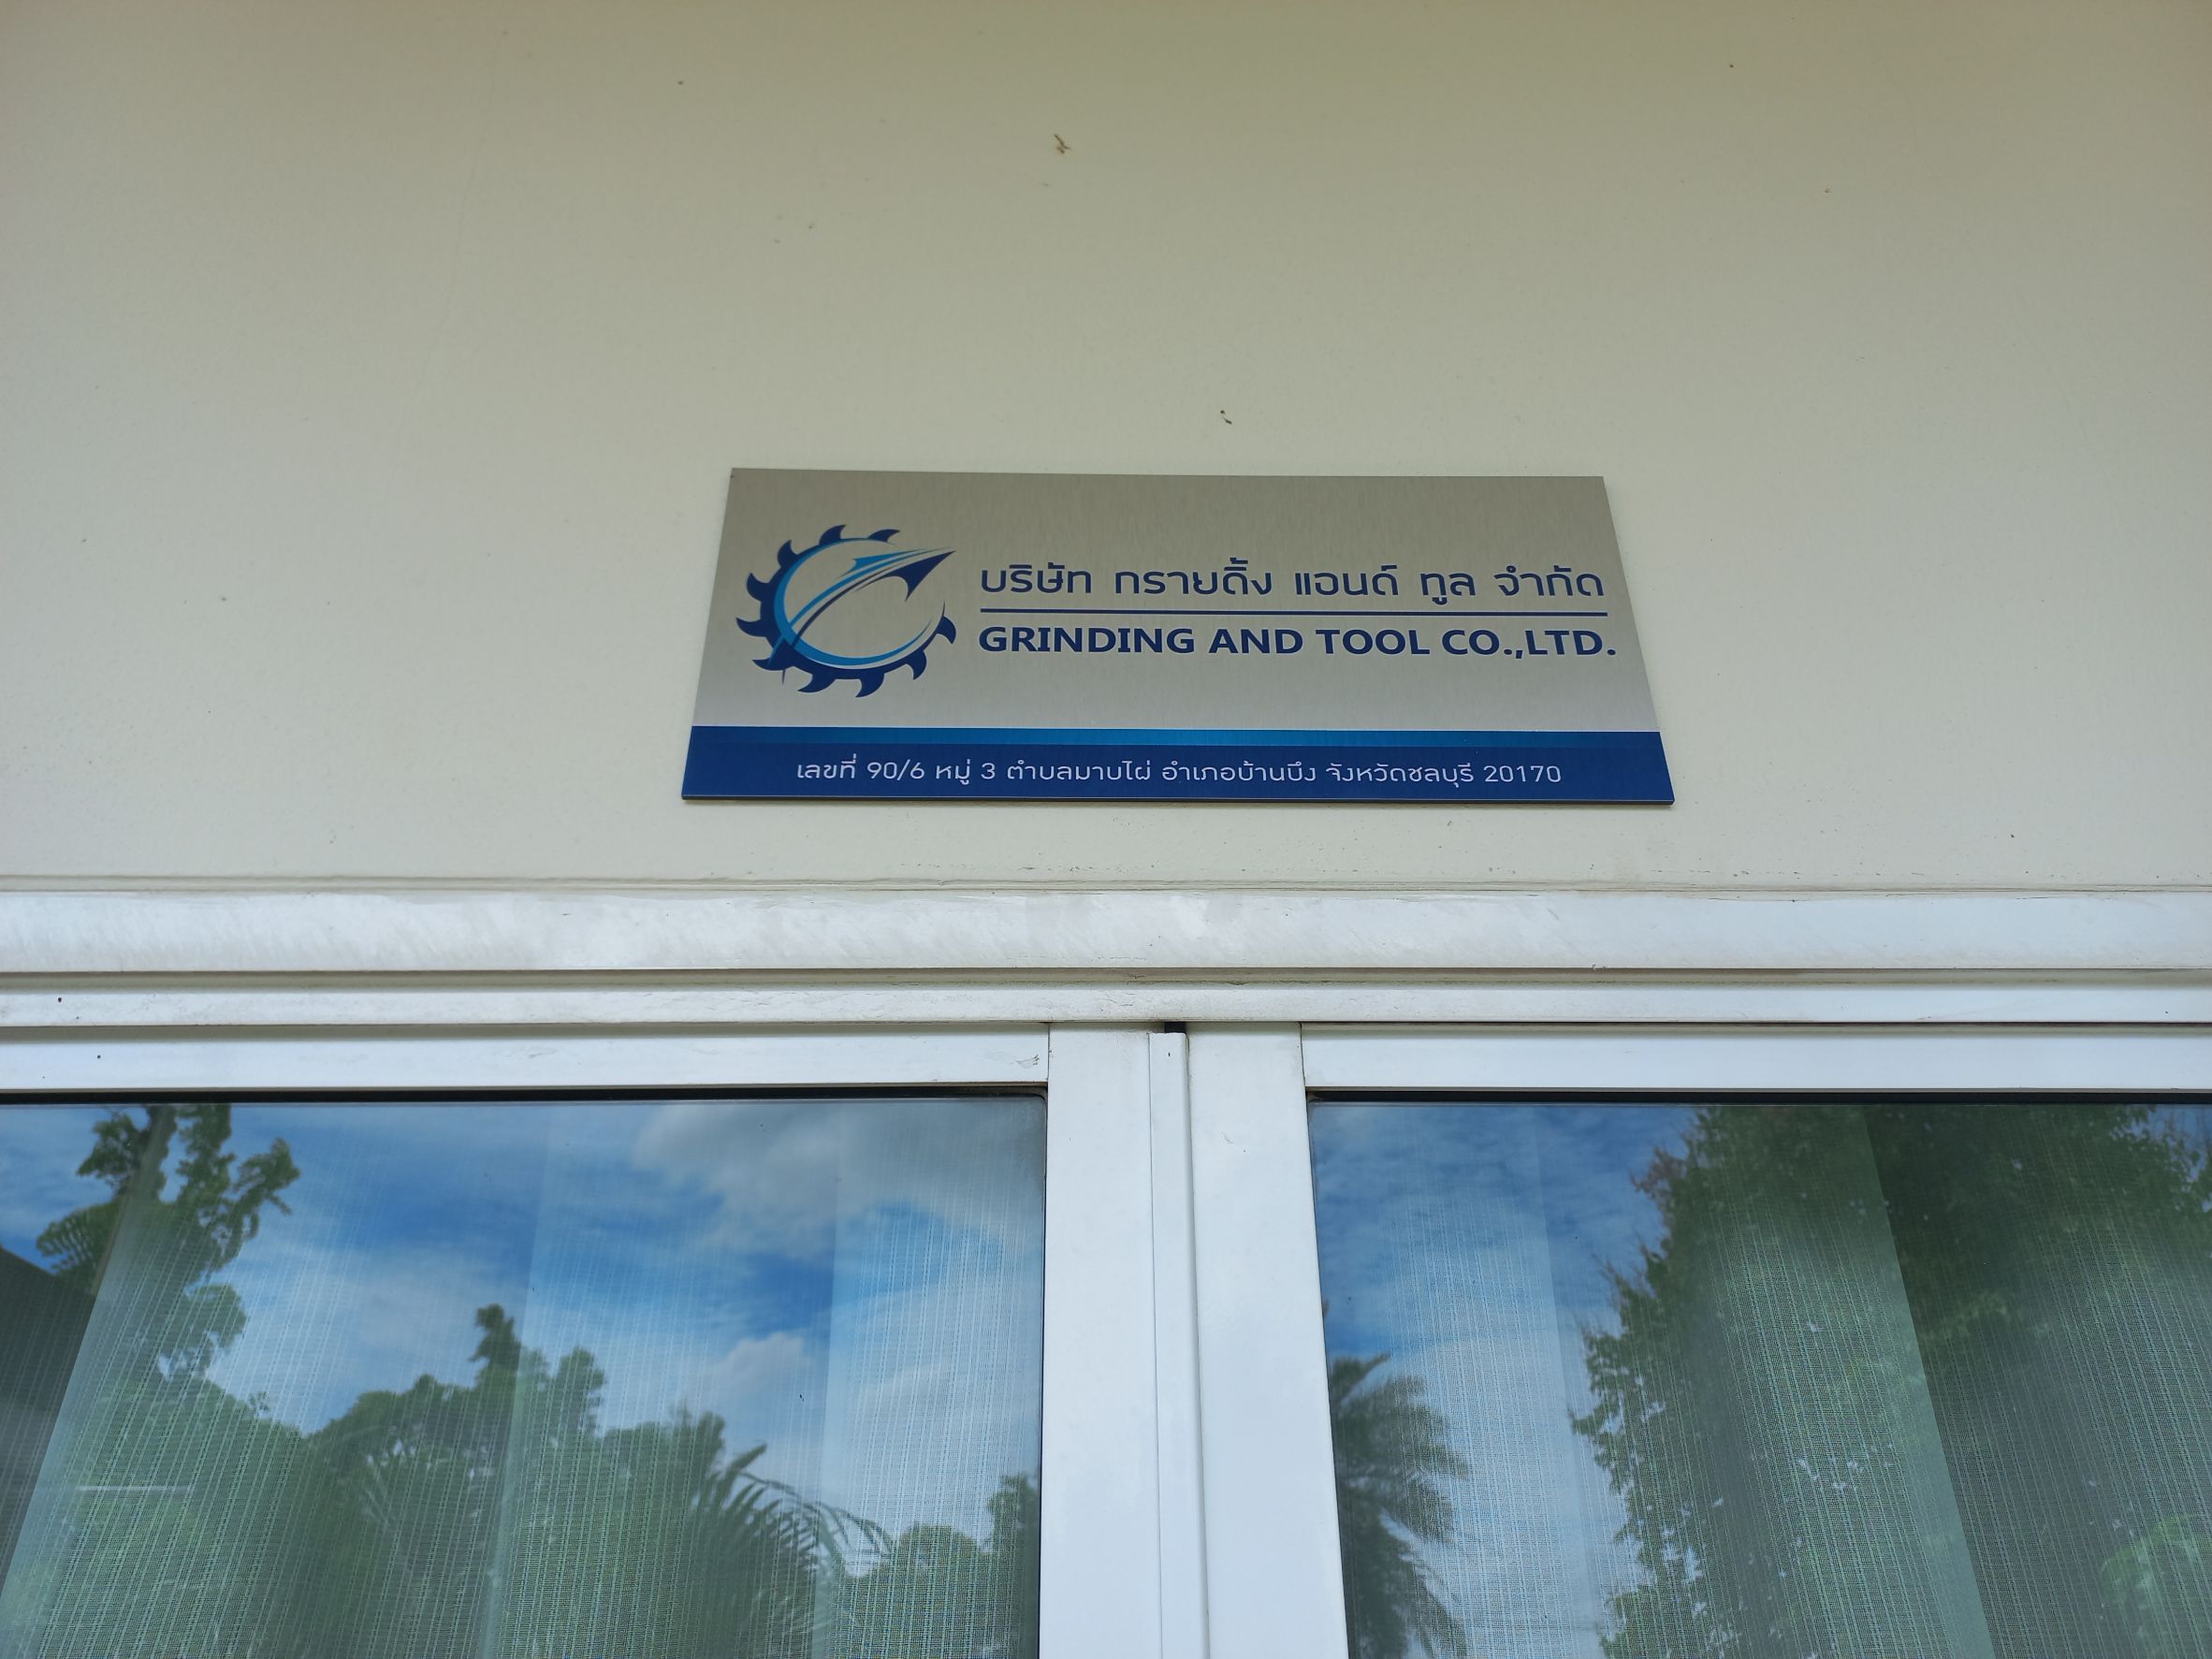 บริษัท กรายดิ้ง แอนด์ ทูล จำกัด
GRINDING AND TOOL CO.,LTD.
เลขที่ 90/6 หมู่ 3 ตำบลมาบไผ่ อำเภอบ้านบึง จังหวัดชลบุรี 20170